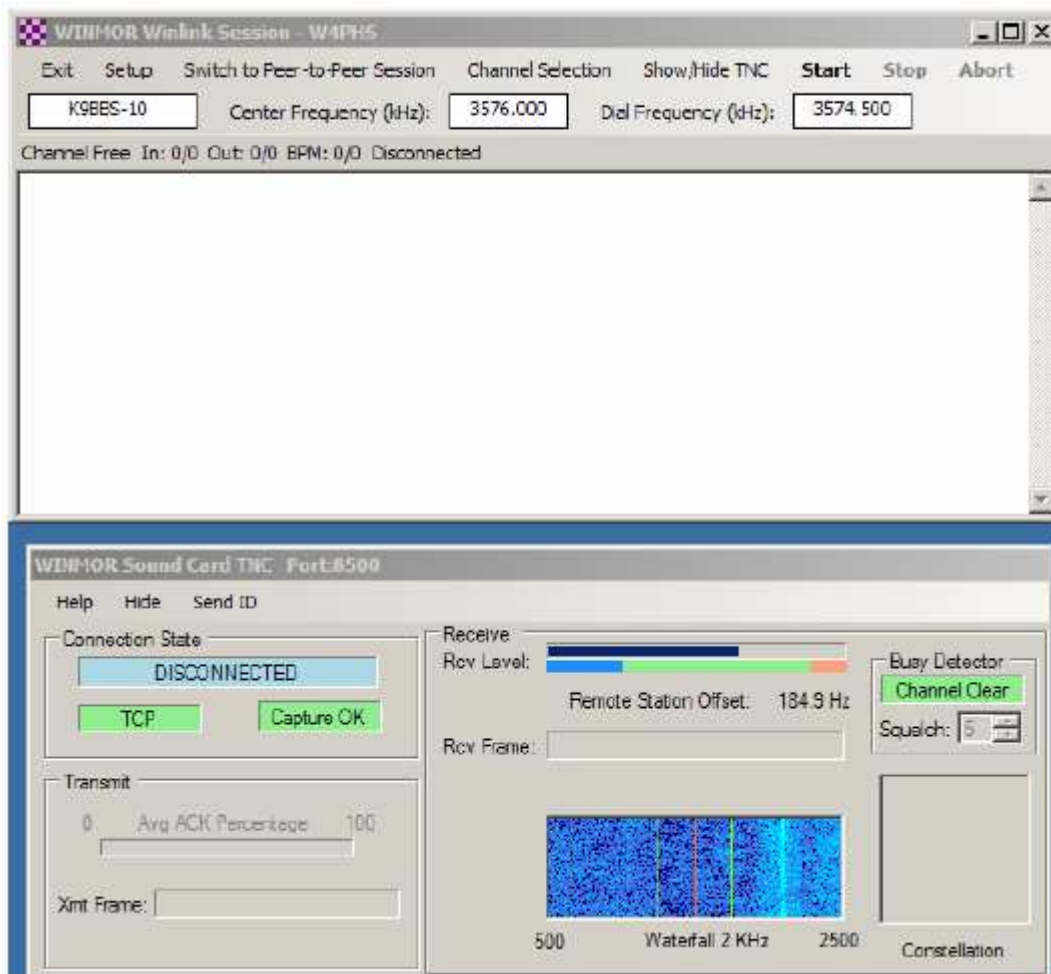 WINMOR Winlink Session - W4PHS
Exit Setup Switch to Peer-to-Peer Session Channel Selection Show/Hide TNC Start Stop Abort
K9BBS-10 Center Frequency (kHz): 3576.000 Dial Frequency (kHz): 3574.500
Channel Free In: 0/0 Out: 0/0 BPM: 0/0 Disconnected
WINMOR Sound Card TNC Port:8500
Help Hide Send ID
Connection State
DISCONNECTED
TCP Capture OK
Receive
Rcv Level:
Remote Station Offset: 184.9 Hz
Rcv Frame:
Busy Detector
Channel Clear
Squelch: 5
Transmit
0 Avg ACK Percentage 100
Xmt Frame:
500 Waterfall 2 KHz 2500
Constellation